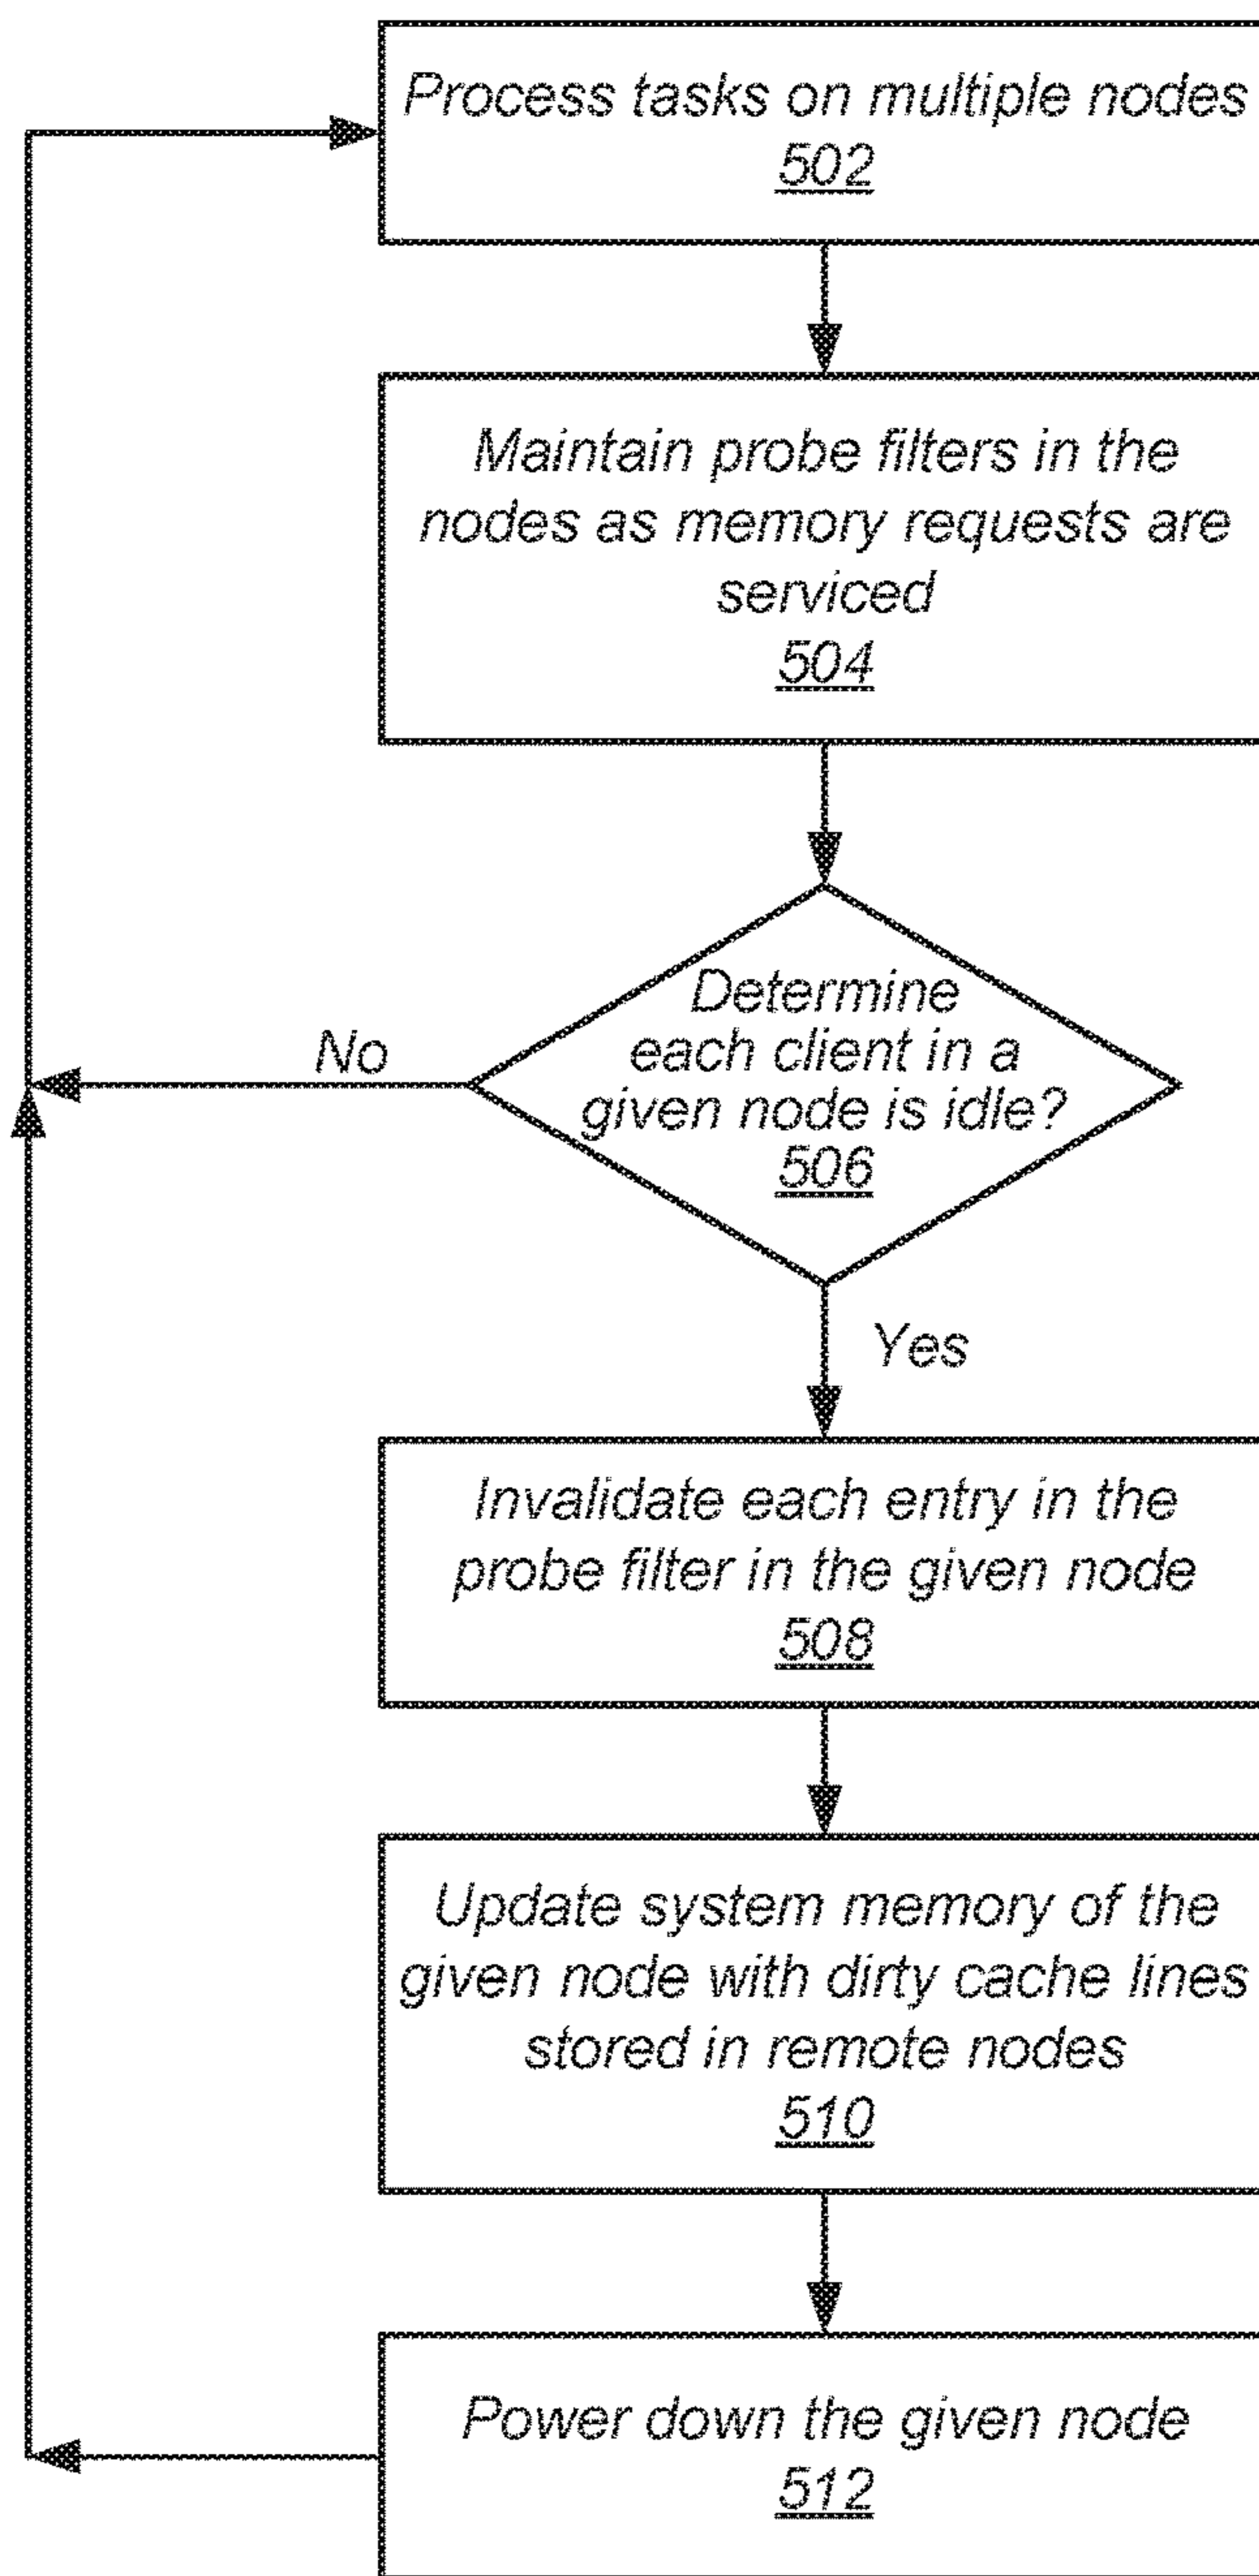 Process tasks on multiple nodes
502
Maintain probe filters in the
nodes as memory requests are
serviced
504
Determine
each client in a
given node is idle?
506
No
Yes
Invalidate each entry in the
probe filter in the given node
508
Update system memory of the
given node with dirty cache lines
stored in remote nodes
510
Power down the given node
512